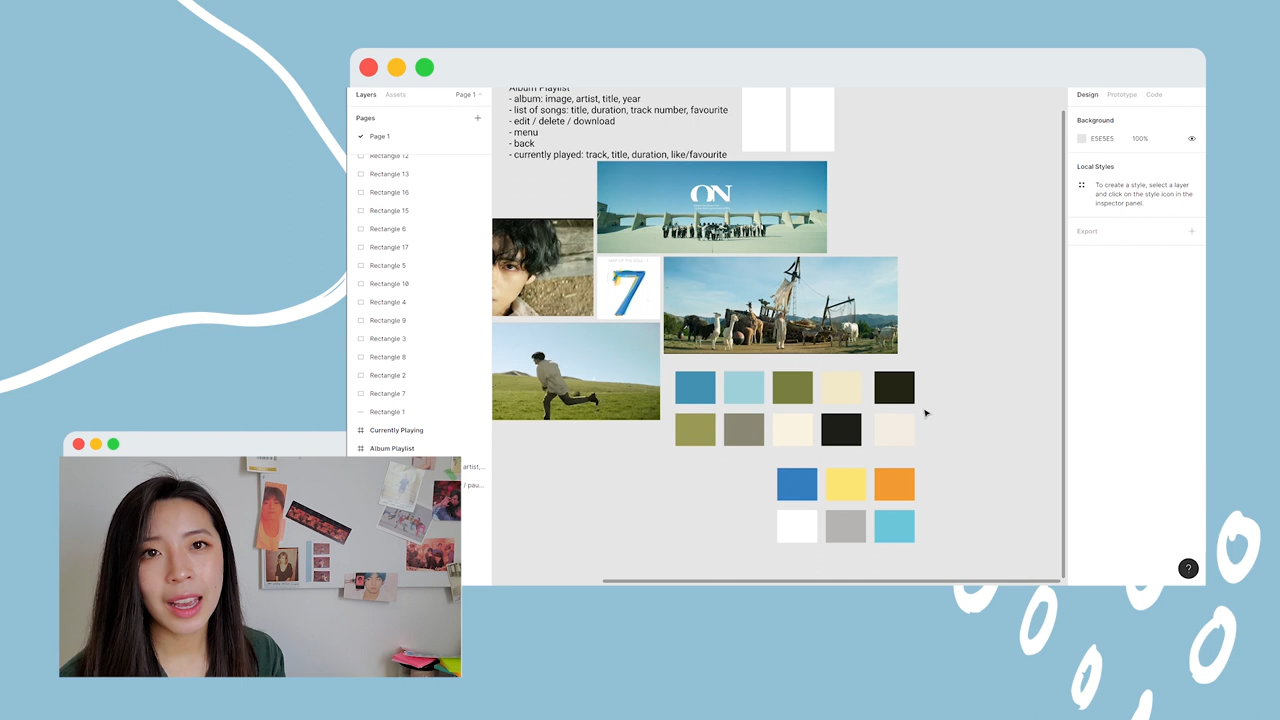 Layers Assets Page 1
Pages
Page 1
Rectangle 12
Rectangle 13
Rectangle 16
Rectangle 15
Rectangle 6
Rectangle 17
Rectangle 5
Rectangle 10
Rectangle 4
Rectangle 9
Rectangle 3
Rectangle 8
Rectangle 2
Rectangle 7
Rectangle 1
Currently Playing
Album Playlist
artist,...
/ pau...
Album Playlist
- album: image, artist, title, year
- list of songs: title, duration, track number, favourite
- edit / delete / download
- menu
- back
- currently played: track, title, duration, like/favourite
ON
7
Design Prototype Code
Background
E5E5E5 100%
Local Styles
To create a style, select a layer
and click on the style icon in the
inspector panel.
Export
?